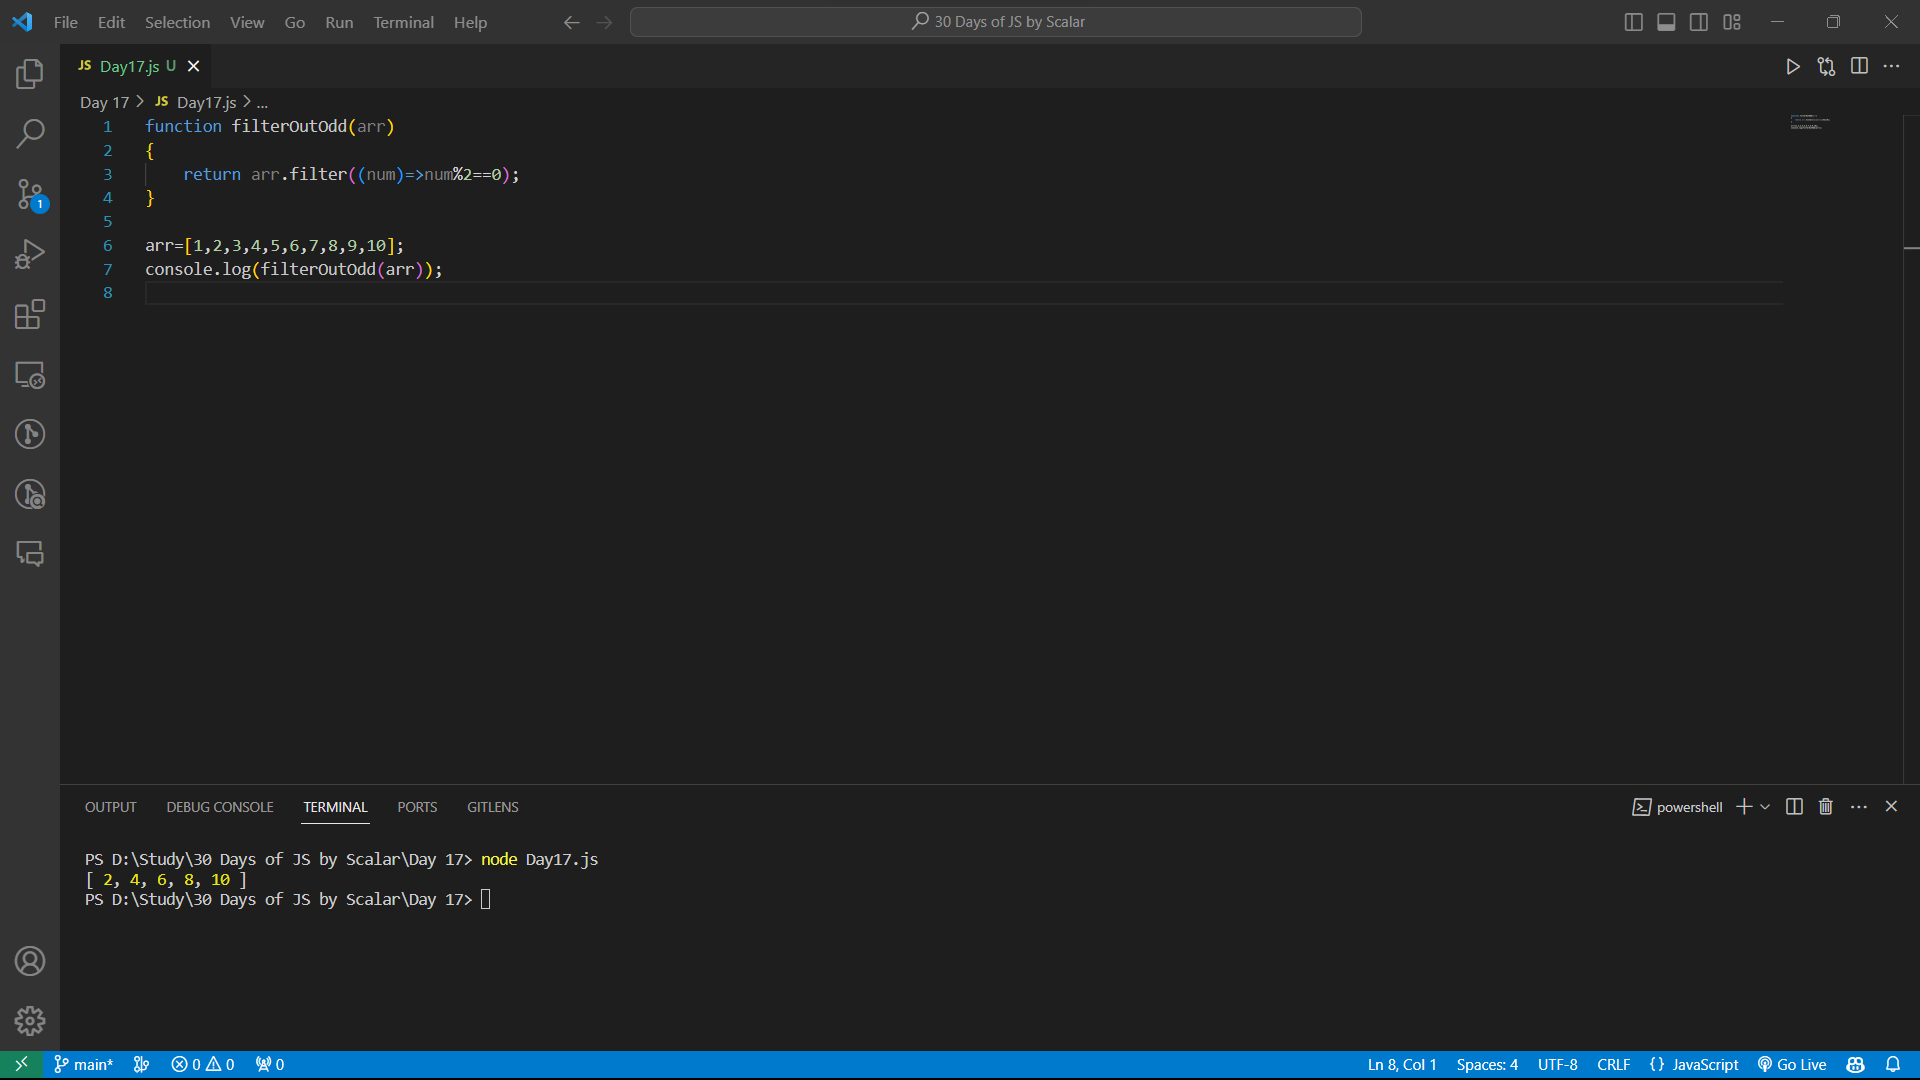 File Edit Selection View Go Run Terminal Help
30 Days of JS by Scalar
JS Day17.js U
Day 17 > JS Day17.js > ...
1 function filterOutOdd(arr)
2 {
3     return arr.filter((num)=>num%2==0);
4 }
5
6 arr=[1,2,3,4,5,6,7,8,9,10];
7 console.log(filterOutOdd(arr));
8
1
OUTPUT DEBUG CONSOLE TERMINAL PORTS GITLENS
powershell
PS D:\Study\30 Days of JS by Scalar\Day 17> node Day17.js
[ 2, 4, 6, 8, 10 ]
PS D:\Study\30 Days of JS by Scalar\Day 17>
main* 0 0 0 Ln 8, Col 1 Spaces: 4 UTF-8 CRLF {} JavaScript Go Live